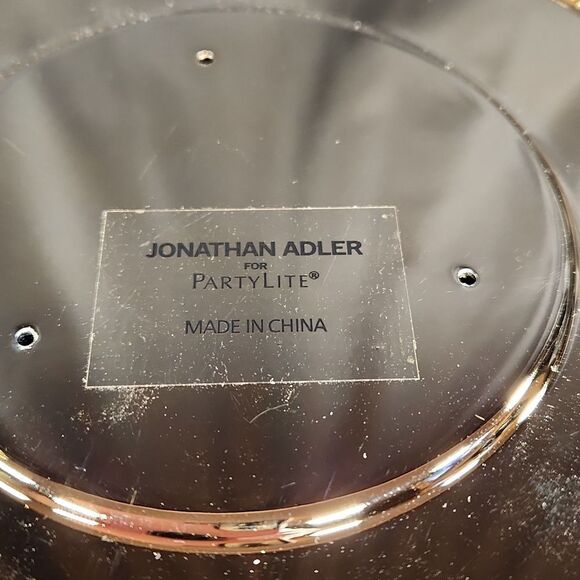 JONATHAN ADLER
FOR
PARTYLITE®
MADE IN CHINA